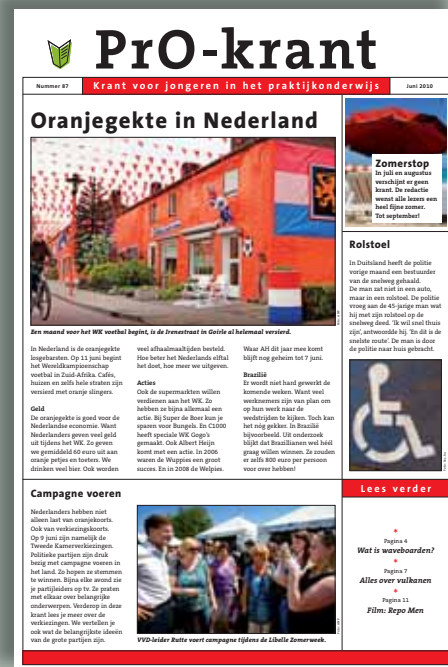 PrO-krant
Nummer 87
Krant voor jongeren in het praktijkonderwijs
Juni 2010
Oranjegekte in Nederland
Een maand voor het WK voetbal begint, is de Irenestraat in Goirle al helemaal versierd.
In Nederland is de oranjekoorts
losgebarsten. Op 11 juni begint
het Wereldkampioenschap
voetbal in Zuid-Afrika. Cafés,
huizen en zelfs hele straten zijn
versierd met oranje slingers.
Geld
De oranjegekte is goed voor de
Nederlandse economie. Want
Nederlanders geven veel geld
uit tijdens het WK. Zo geven
we gemiddeld 60 euro uit aan
oranje petjes en toeters. We
drinken veel bier. Ook worden
veel afhaalmaaltijden besteld.
Hoe beter het Nederlands elftal
het doet, hoe meer we uitgeven.
Acties
Ook de supermarkten willen
verdienen aan het WK. Zo
hebben ze bijna allemaal een
actie. Bij Super de Boer kun je
sparen voor Bungels. En C1000
heeft speciale WK Gogo's
gemaakt. Ook Albert Heijn
komt met een actie. In 2006
waren de Wuppies een groot
succes. En in 2008 de Welpies.
Waar AH dit jaar mee komt
blijft nog geheim tot 7 juni.
Brazilië
Er wordt niet hard gewerkt de
komende weken. Want veel
werknemers zijn van plan om
op hun werk naar de
wedstrijden te kijken. Toch kan
het nóg gekker. In Brazilië
bijvoorbeeld. Uit onderzoek
blijkt dat Brazilianen wel héél
graag willen winnen. Ze zouden
er zelfs 800 euro per persoon
voor over hebben!
Zomerstop
In juli en augustus
verschijnt er geen
krant. De redactie
wenst alle lezers een
heel fijne zomer.
Tot september!
Rolstoel
In Duitsland heeft de politie
vorige maand een bestuurder
van de snelweg gehaald.
De man zat niet in een auto,
maar in een rolstoel. De politie
vroeg aan de 45-jarige man wat
hij met zijn rolstoel op de
snelweg deed. 'Ik wil snel thuis
zijn', antwoordde hij. 'En dit is de
snelste route'. De man is door
de politie naar huis gebracht.
Campagne voeren
Nederlanders hebben niet
alleen last van oranjekoorts.
Ook van verkiezingskoorts.
Op 9 juni zijn namelijk de
Tweede Kamerverkiezingen.
Politieke partijen zijn druk
bezig met campagne voeren in
het land. Zo hopen ze stemmen
te winnen. Bijna elke avond zie
je partijleiders op tv. Ze praten
met elkaar over belangrijke
onderwerpen. Verderop in deze
krant lees je meer over de
verkiezingen. We vertellen je
ook wat de belangrijkste ideeën
van de grote partijen zijn.
VVD-leider Rutte voert campagne tijdens de Libelle Zomerweek.
Lees verder
*
Pagina 4
Wat is waveboarden?
*
Pagina 7
Alles over vulkanen
*
Pagina 11
Film: Repo Men